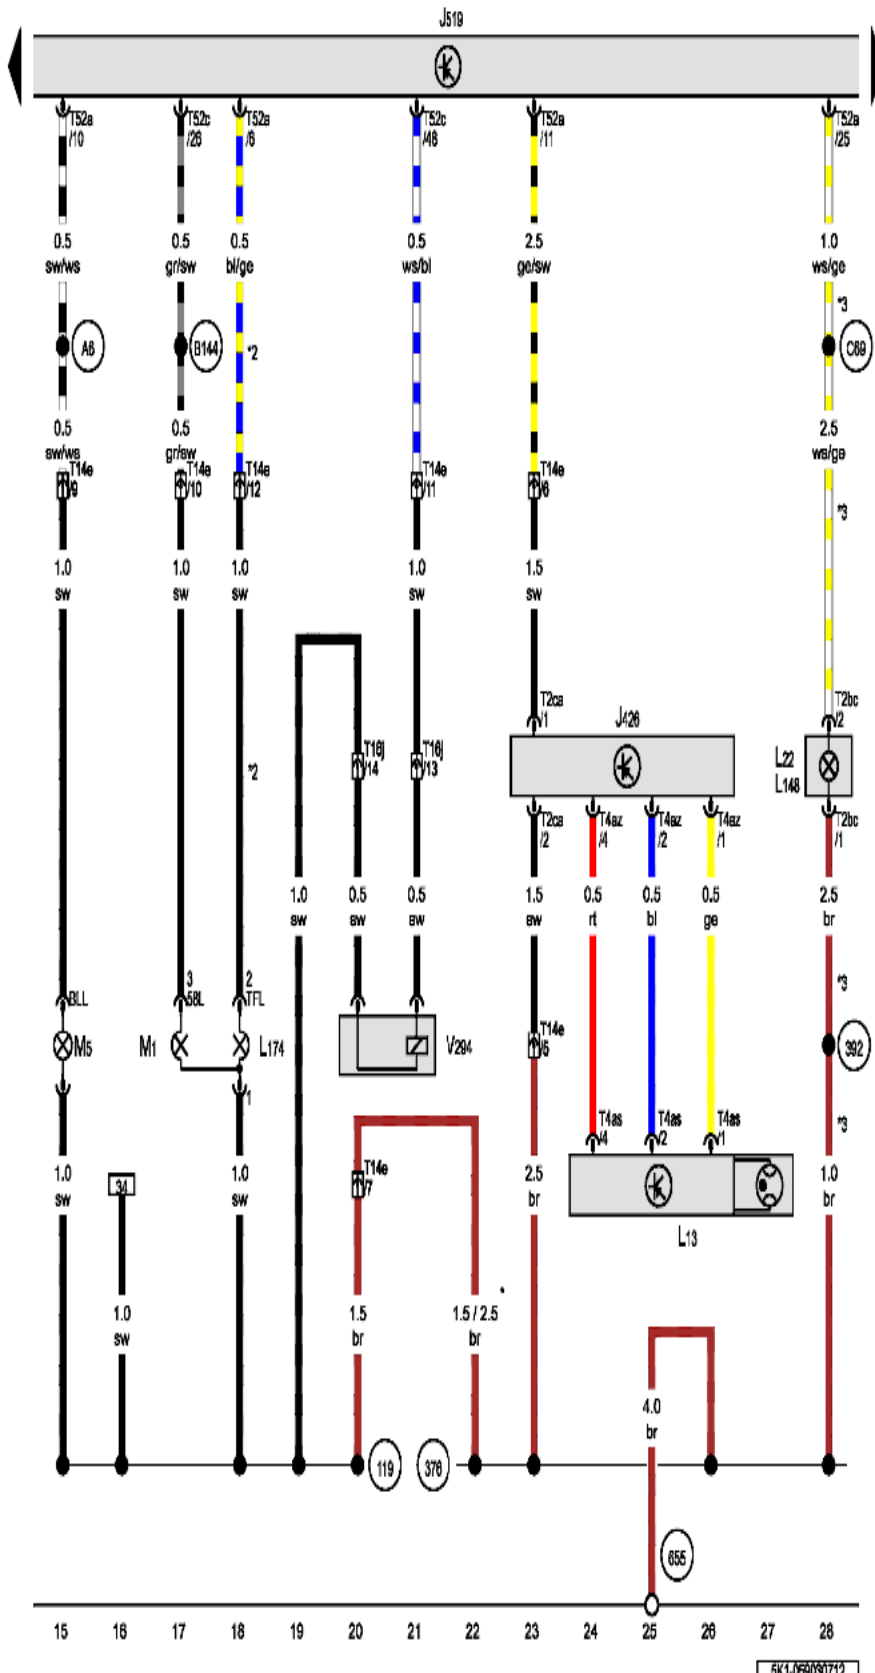 J519
T52a /10
T52c /26
T52a /6
T52c /46
T52a /11
T52a /25
0.5 sw/ws
0.5 gr/sw
0.5 bl/ge
0.5 ws/bl
2.5 ge/sw
1.0 ws/ge
*3
A6
B144
*2
C69
0.5 sw/ws
0.5 gr/sw
2.5 ws/ge
T14e /9
T14e /10
T14e /12
T14e /11
T14e /6
*3
1.0 sw
1.0 sw
1.0 sw
1.0 sw
1.5 sw
T2ca /1
J426
T2bc /2
*2
T16j /14
T16j /13
L22
L148
T2ca /2
T4az /4
T4az /2
T4az /1
T2bc /1
1.0 sw
0.5 sw
0.5 sw
1.5 sw
0.5 rt
0.5 bl
0.5 ge
2.5 br
*3
BLL
3 58L
2 TFL
M5
M1
L174
V294
T14e /5
392
1
T4as /4
T4as /2
T4as /1
*3
1.0 sw
34
1.0 sw
T14e /7
2.5 br
1.0 br
L13
1.0 sw
1.5 br
1.5 / 2.5 br
*
4.0 br
119
376
655
15 16 17 18 19 20 21 22 23 24 25 26 27 28
5K1-059030712